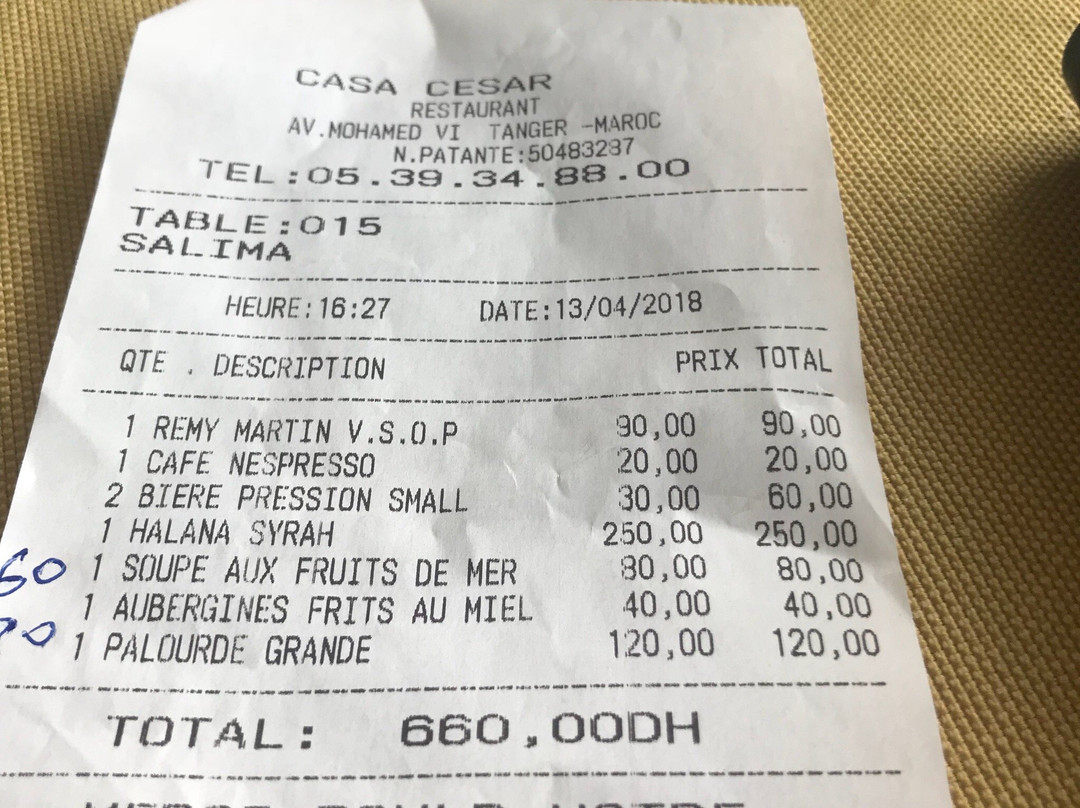 CASA CESAR
RESTAURANT
AV.MOHAMED VI TANGER -MAROC
N.PATANTE:50483287
TEL:05.39.34.88.00
TABLE:015
SALIMA
HEURE:16:27 DATE:13/04/2018
QTE . DESCRIPTION PRIX TOTAL
1 REMY MARTIN V.S.O.P 90,00 90,00
1 CAFE NESPRESSO 20,00 20,00
2 BIERE PRESSION SMALL 30,00 60,00
1 HALANA SYRAH 250,00 250,00
60 1 SOUPE AUX FRUITS DE MER 80,00 80,00
1 AUBERGINES FRITS AU MIEL 40,00 40,00
1 PALOURDE GRANDE 120,00 120,00
TOTAL: 660,00DH